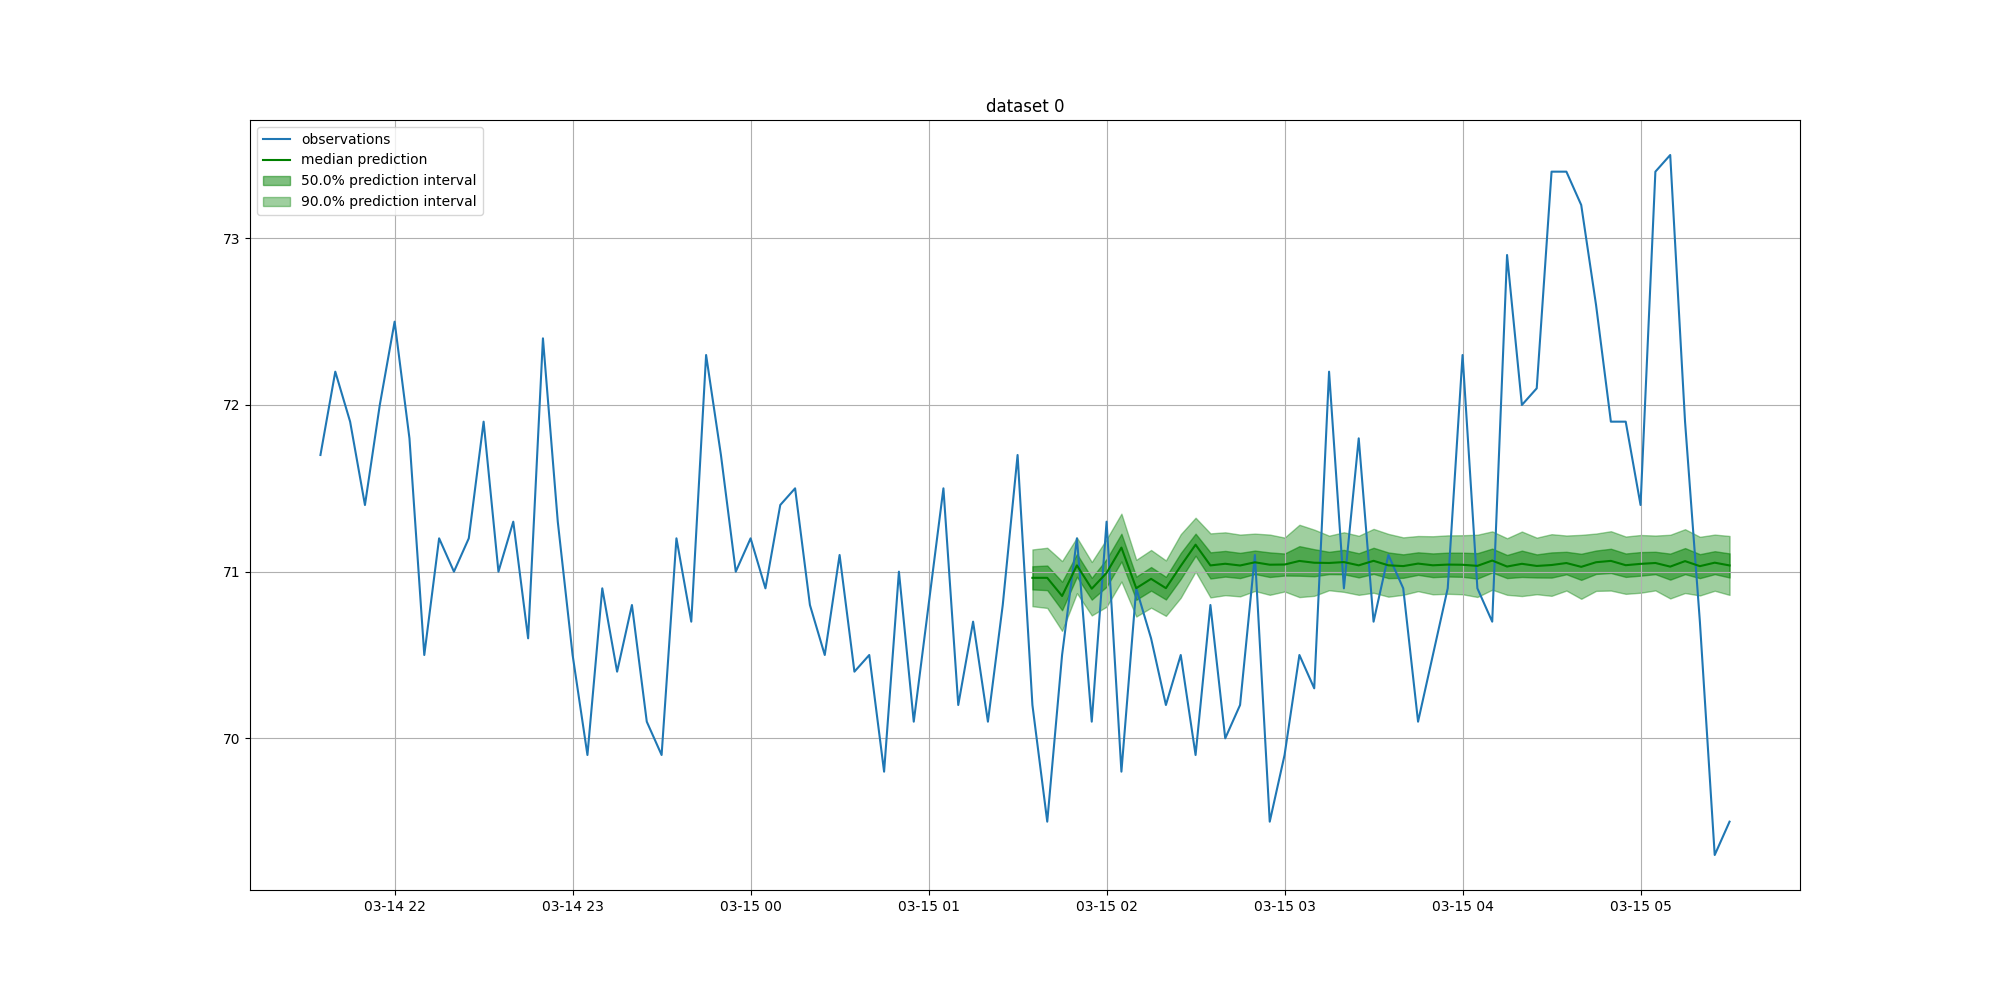 dataset 0
observations
median prediction
50.0% prediction interval
90.0% prediction interval
73
72
71
70
03-14 22
03-14 23
03-15 00
03-15 01
03-15 02
03-15 03
03-15 04
03-15 05